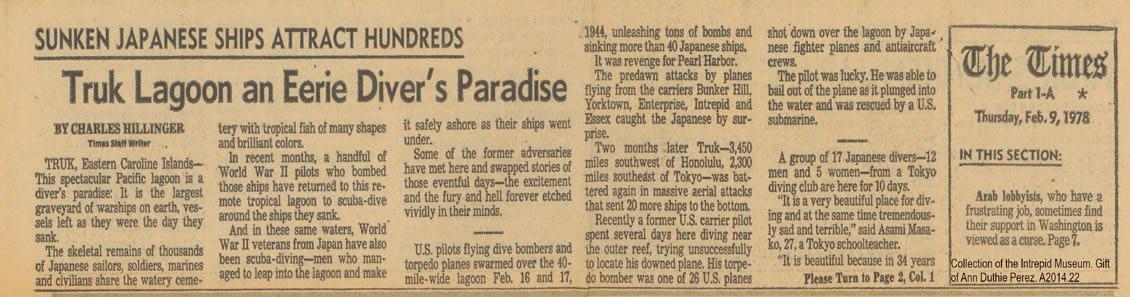 SUNKEN JAPANESE SHIPS ATTRACT HUNDREDS
Truk Lagoon an Eerie Diver's Paradise
BY CHARLES HILLINGER
Times Staff Writer
TRUK, Eastern Caroline Islands—
This spectacular Pacific lagoon is a
diver's paradise: It is the largest
graveyard of warships on earth, ves-
sels left as they were the day they
sank.
The skeletal remains of thousands
of Japanese sailors, soldiers, marines
and civilians share the watery ceme-
tery with tropical fish of many shapes
and brilliant colors.
In recent months, a handful of
World War II pilots who bombed
those ships have returned to this re-
mote tropical lagoon to scuba-dive
around the ships they sank.
And in these same waters, World
War II veterans from Japan have also
been scuba-diving—men who man-
aged to leap into the lagoon and make
it safely ashore as their ships went
under.
Some of the former adversaries
have met here and swapped stories of
those eventful days—the excitement
and the fury and hell forever etched
vividly in their minds.
U.S. pilots flying dive bombers and
torpedo planes swarmed over the 40-
mile-wide lagoon Feb. 16 and 17,
1944, unleashing tons of bombs and
sinking more than 40 Japanese ships.
It was revenge for Pearl Harbor.
The predawn attacks by planes
flying from the carriers Bunker Hill,
Yorktown, Enterprise, Intrepid and
Essex caught the Japanese by sur-
prise.
Two months later Truk—3,450
miles southwest of Honolulu, 2,300
miles southeast of Tokyo—was bat-
tered again in massive aerial attacks
that sent 20 more ships to the bottom.
Recently a former U.S. carrier pilot
spent several days here diving near
the outer reef, trying unsuccessfully
to locate his downed plane. His torpe-
do bomber was one of 26 U.S. planes
shot down over the lagoon by Japa-
nese fighter planes and antiaircraft
crews.
The pilot was lucky. He was able to
bail out of the plane as it plunged into
the water and was rescued by a U.S.
submarine.
A group of 17 Japanese divers—12
men and 5 women—from a Tokyo
diving club are here for 10 days.
"It is a very beautiful place for div-
ing and at the same time tremendous-
ly sad and terrible," said Asami Masa-
ko, 27, a Tokyo schoolteacher.
"It is beautiful because in 34 years
Please Turn to Page 2, Col. 1
The Times
Part 1-A *
Thursday, Feb. 9, 1978
IN THIS SECTION:
Arab lobbyists, who have a
frustrating job, sometimes find
their support in Washington is
viewed as a curse. Page 7.
Collection of the Intrepid Museum. Gift
of Ann Duthie Perez. A2014.22